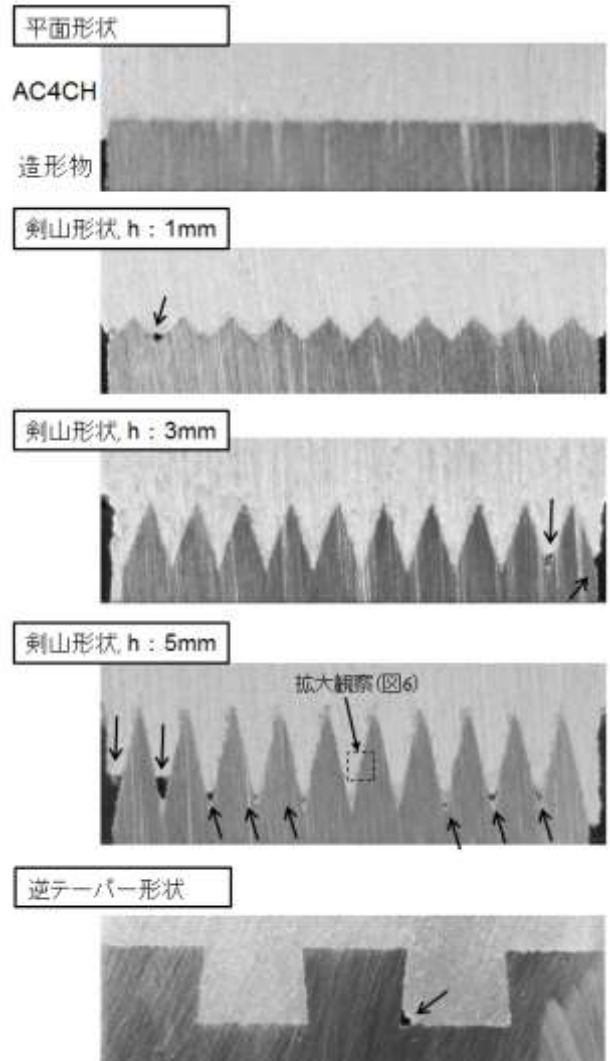 平面形状
AC4CH
造形物
剣山形状, h：1mm
剣山形状, h：3mm
剣山形状, h：5mm
拡大観察(図6)
逆テーパー形状